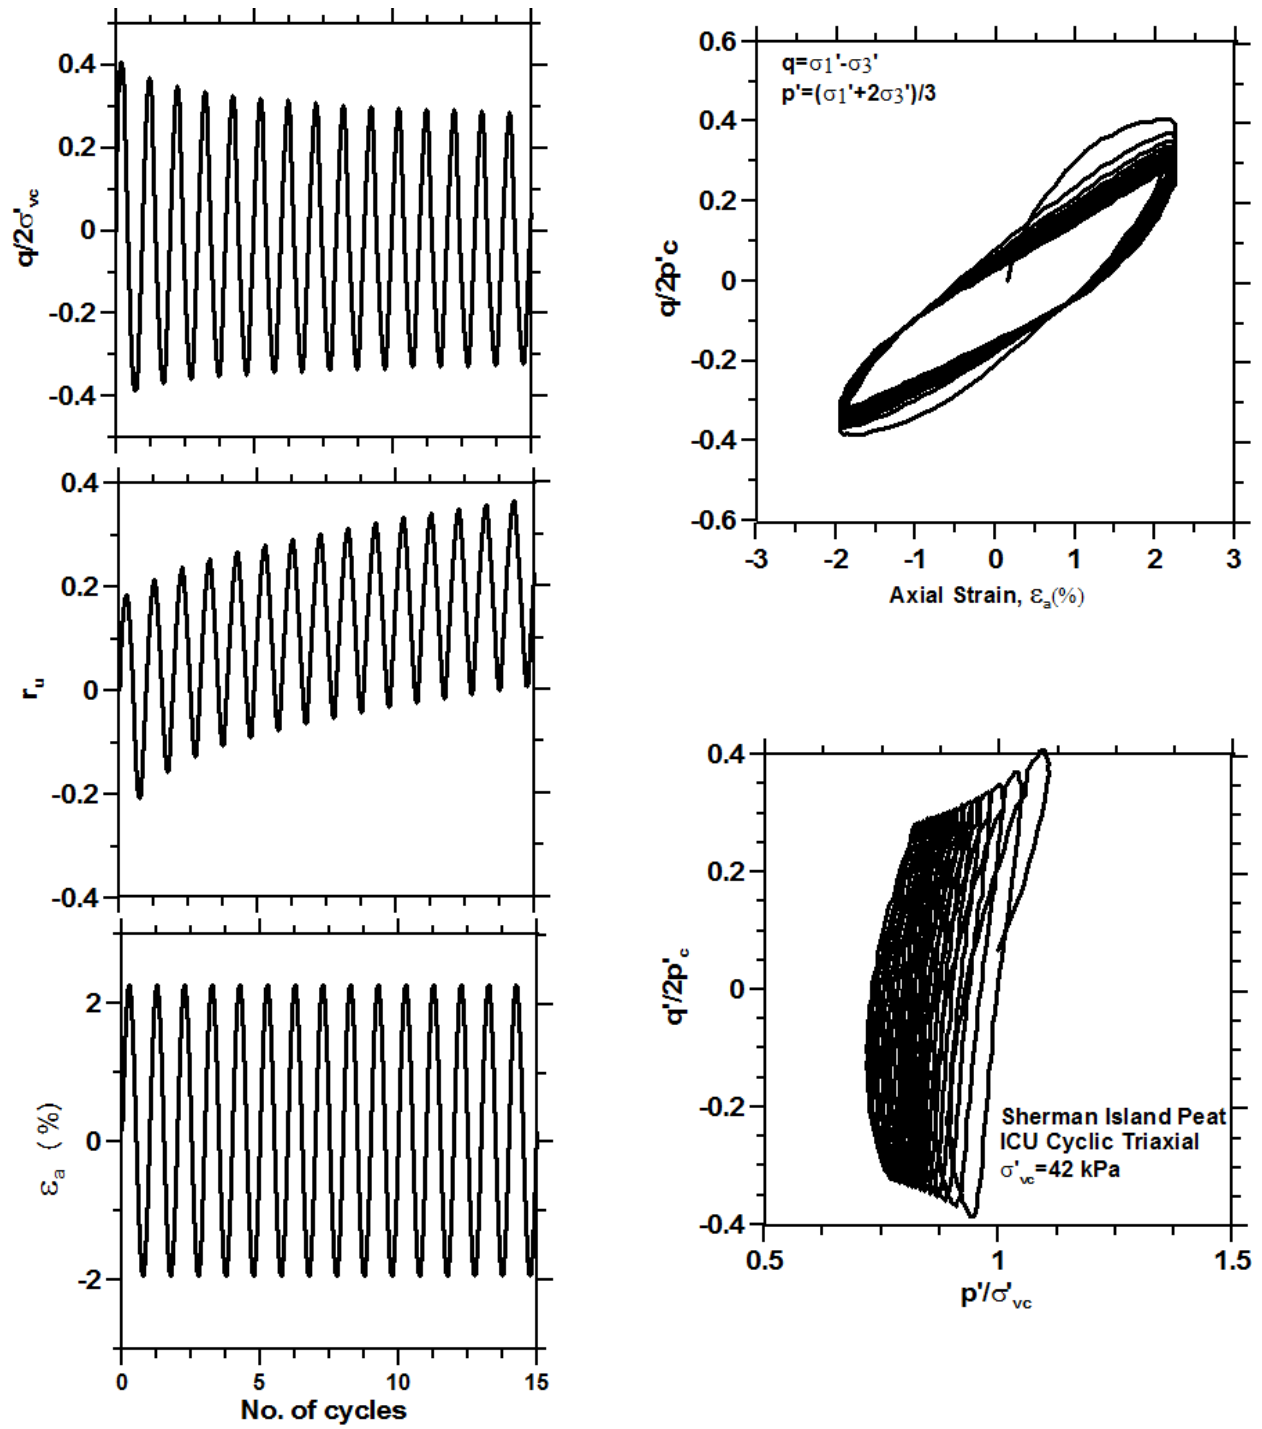 0.4
0.2
0
-0.2
-0.4
q/2σ'vc
0.4
0.2
0
-0.2
-0.4
ru
2
0
-2
εa (%)
0 5 10 15
No. of cycles
0.6
0.4
0.2
0
-0.2
-0.4
-0.6
q/2p'c
q=σ1'-σ3'
p'=(σ1'+2σ3')/3
-3 -2 -1 0 1 2 3
Axial Strain, εa(%)
0.4
0.2
0
-0.2
-0.4
q'/2p'c
Sherman Island Peat
ICU Cyclic Triaxial
σ'vc=42 kPa
0.5 1 1.5
p'/σ'vc